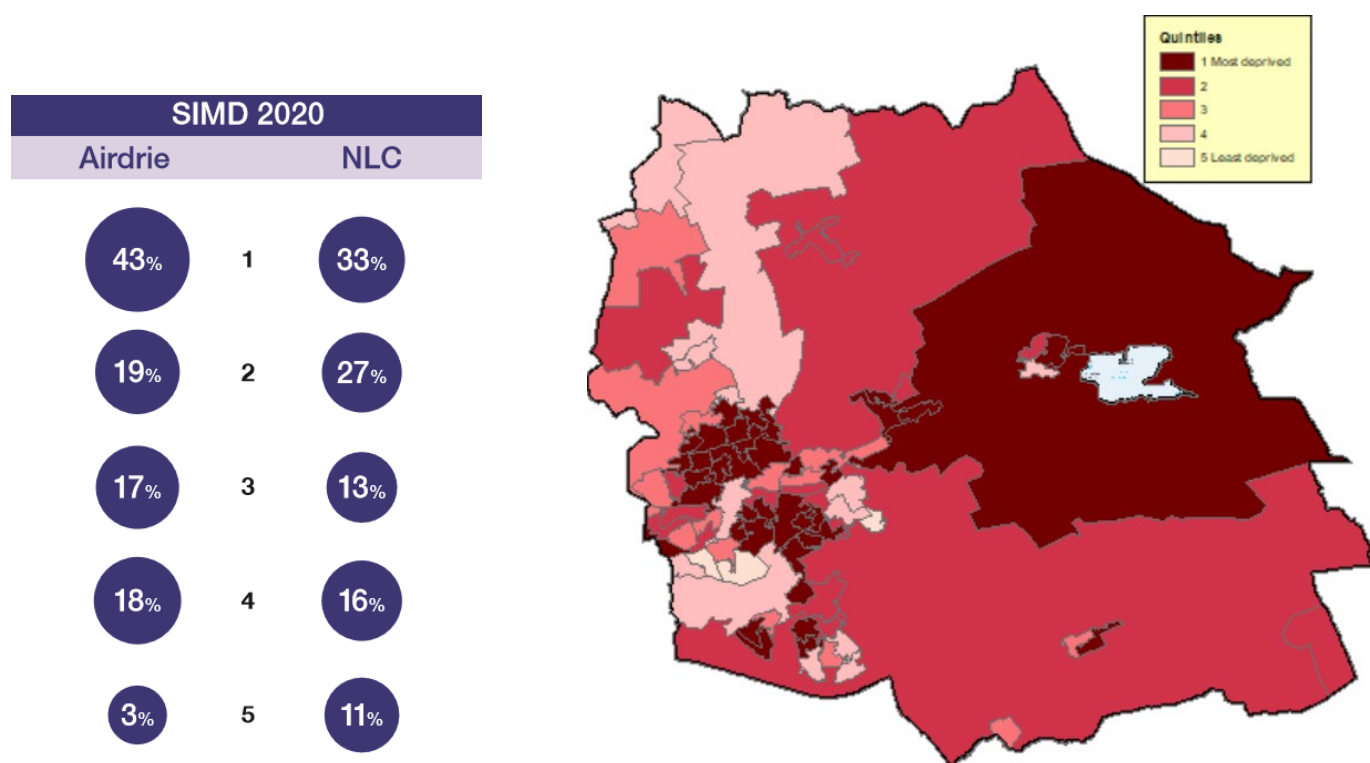 SIMD 2020
Airdrie NLC
43% 1 33%
19% 2 27%
17% 3 13%
18% 4 16%
3% 5 11%
Quintiles
1 Most deprived
2
3
4
5 Least deprived